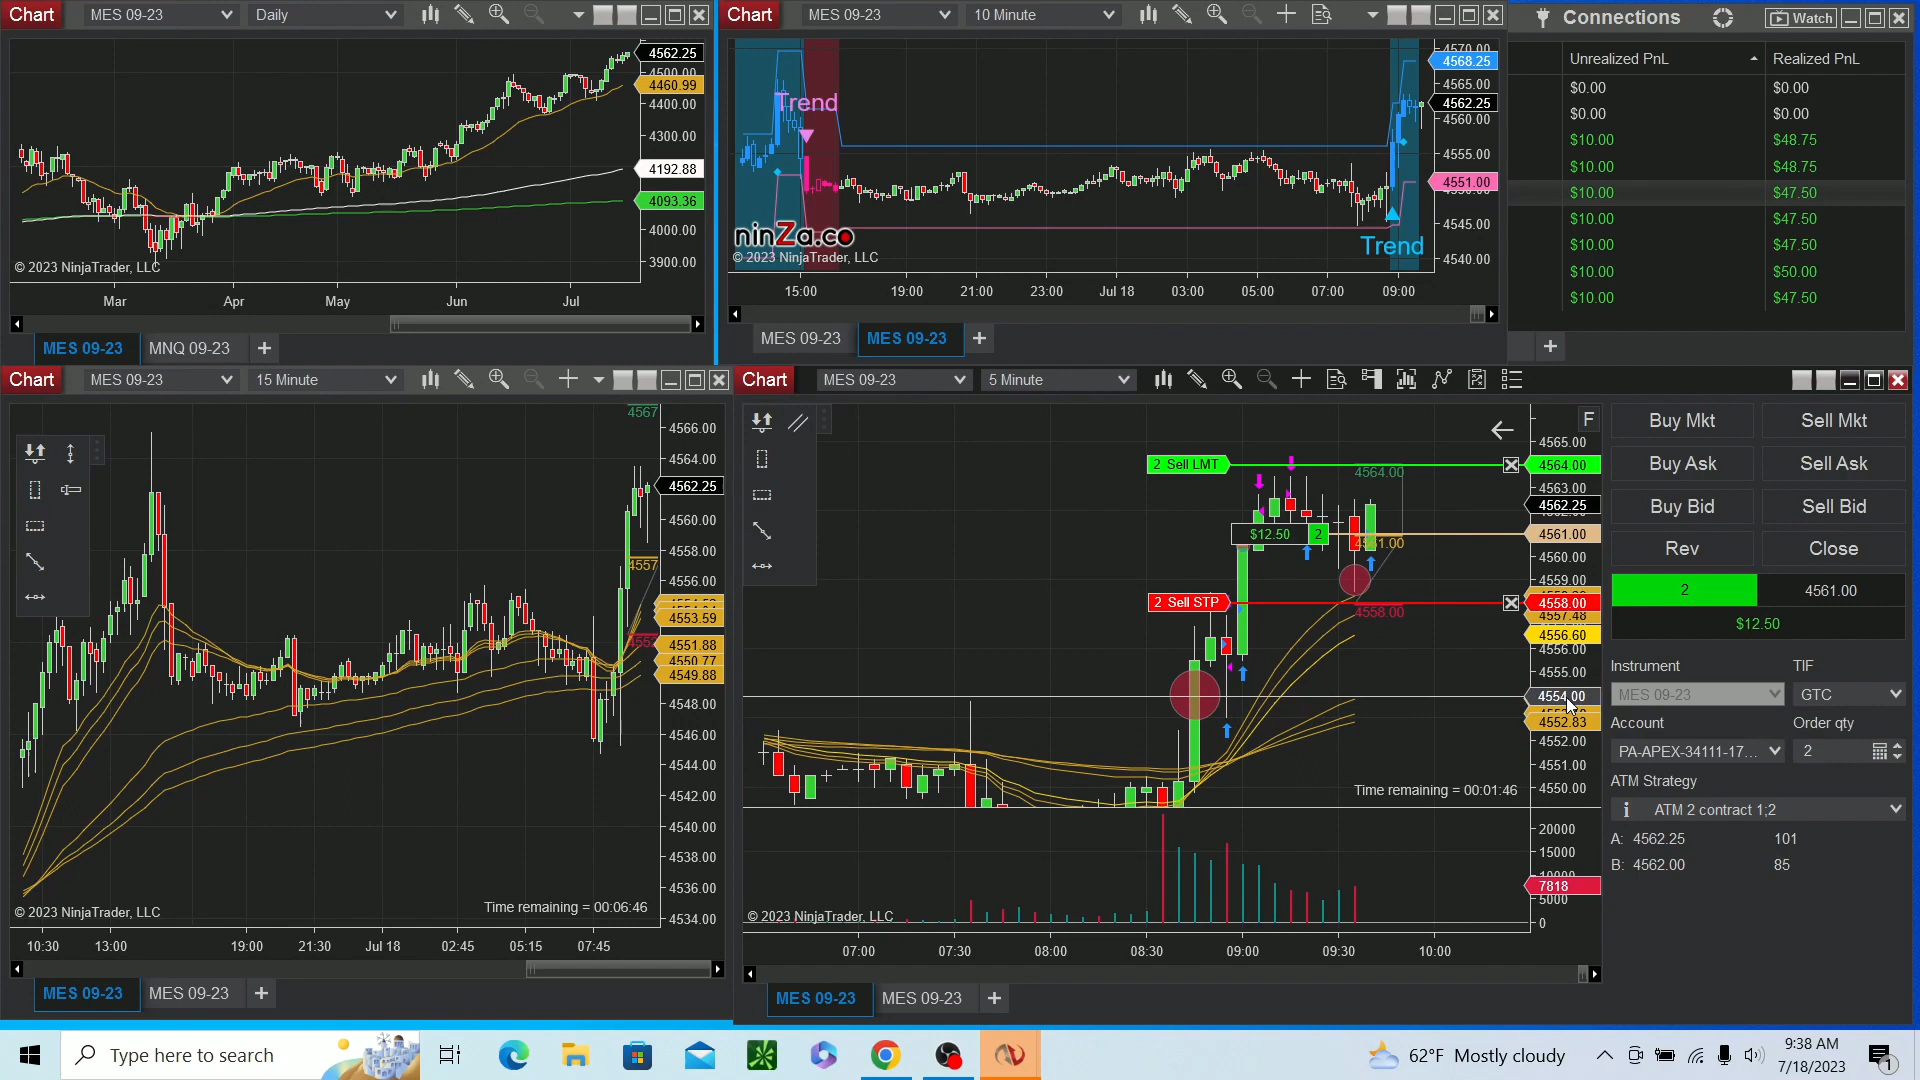 Chart MES 09-23 Daily
4562.25
4500.00
4460.99
4400.00
4300.00
4192.88
4093.36
4000.00
3900.00
© 2023 NinjaTrader, LLC
Mar Apr May Jun Jul
MES 09-23 MNQ 09-23 +
Chart MES 09-23 10 Minute
Trend
4570.00
4568.25
4565.00
4562.25
4560.00
4555.00
4551.00
4545.00
4540.00
Trend
ninZa.co
© 2023 NinjaTrader, LLC
15:00 19:00 21:00 23:00 Jul 18 03:00 05:00 07:00 09:00
MES 09-23 MES 09-23 +
Connections Watch
Unrealized PnL Realized PnL
$0.00 $0.00
$0.00 $0.00
$10.00 $48.75
$10.00 $48.75
$10.00 $47.50
$10.00 $47.50
$10.00 $47.50
$10.00 $50.00
$10.00 $47.50
+
Chart MES 09-23 15 Minute
4567
4566.00
4564.00
4562.25
4560.00
4558.00
4557
4556.00
4553.59
4551.88
4550.77
4549.88
4548.00
4546.00
4544.00
4542.00
4540.00
4538.00
4536.00
4534.00
Time remaining = 00:06:46
© 2023 NinjaTrader, LLC
10:30 13:00 19:00 21:30 Jul 18 02:45 05:15 07:45
MES 09-23 MES 09-23 +
Chart MES 09-23 5 Minute
F
4565.00
2 Sell LMT 4564.00 4564.00
4563.00
4562.25
$12.50 2 4561.00 4561.00
4560.00
4559.00
2 Sell STP 4558.00 4558.00
4557.48
4556.60
4556.00
4555.00
4554.00
4552.83
4552.00
4551.00
4550.00
Time remaining = 00:01:46
20000
15000
10000
7818
5000
0
© 2023 NinjaTrader, LLC
07:00 07:30 08:00 08:30 09:00 09:30 10:00
MES 09-23 MES 09-23 +
Buy Mkt Sell Mkt
Buy Ask Sell Ask
Buy Bid Sell Bid
Rev Close
2 4561.00
$12.50
Instrument TIF
MES 09-23 GTC
Account Order qty
PA-APEX-34111-17... 2
ATM Strategy
ATM 2 contract 1;2
A: 4562.25 101
B: 4562.00 85
Type here to search
62°F Mostly cloudy
9:38 AM
7/18/2023
1